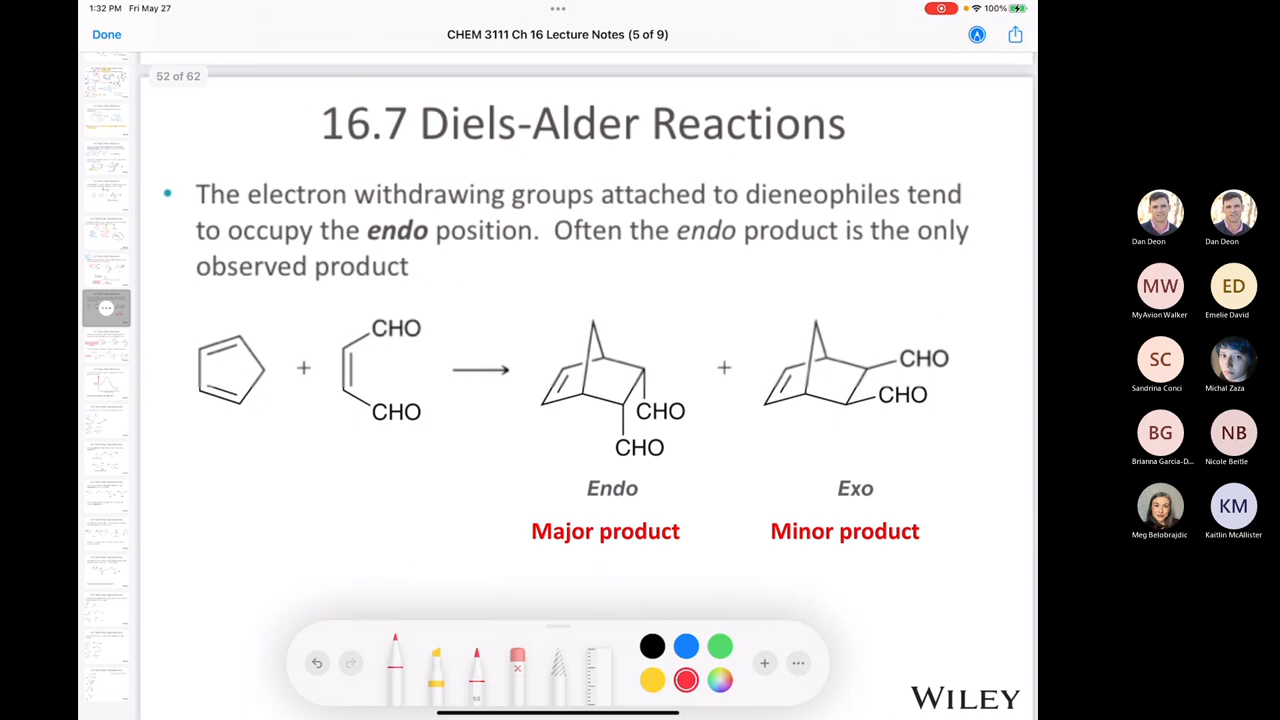 1:32 PM Fri May 27
100%
Done
CHEM 3111 Ch 16 Lecture Notes (5 of 9)
52 of 62
16.7 Diels-Alder Reactions
• The electron withdrawing groups attached to dieneophiles tend
to occupy the endo position. Often the endo product is the only
observed product
CHO
CHO
+
CHO
CHO
+
CHO
CHO
Endo
Exo
Major product
Minor product
WILEY
Dan Deon
Dan Deon
MW
ED
MyAvion Walker
Emelie David
SC
Sandrina Conci
Michal Zaza
BG
NB
Brianna Garcia-D...
Nicole Beitle
KM
Meg Belobrajdic
Kaitlin McAllister